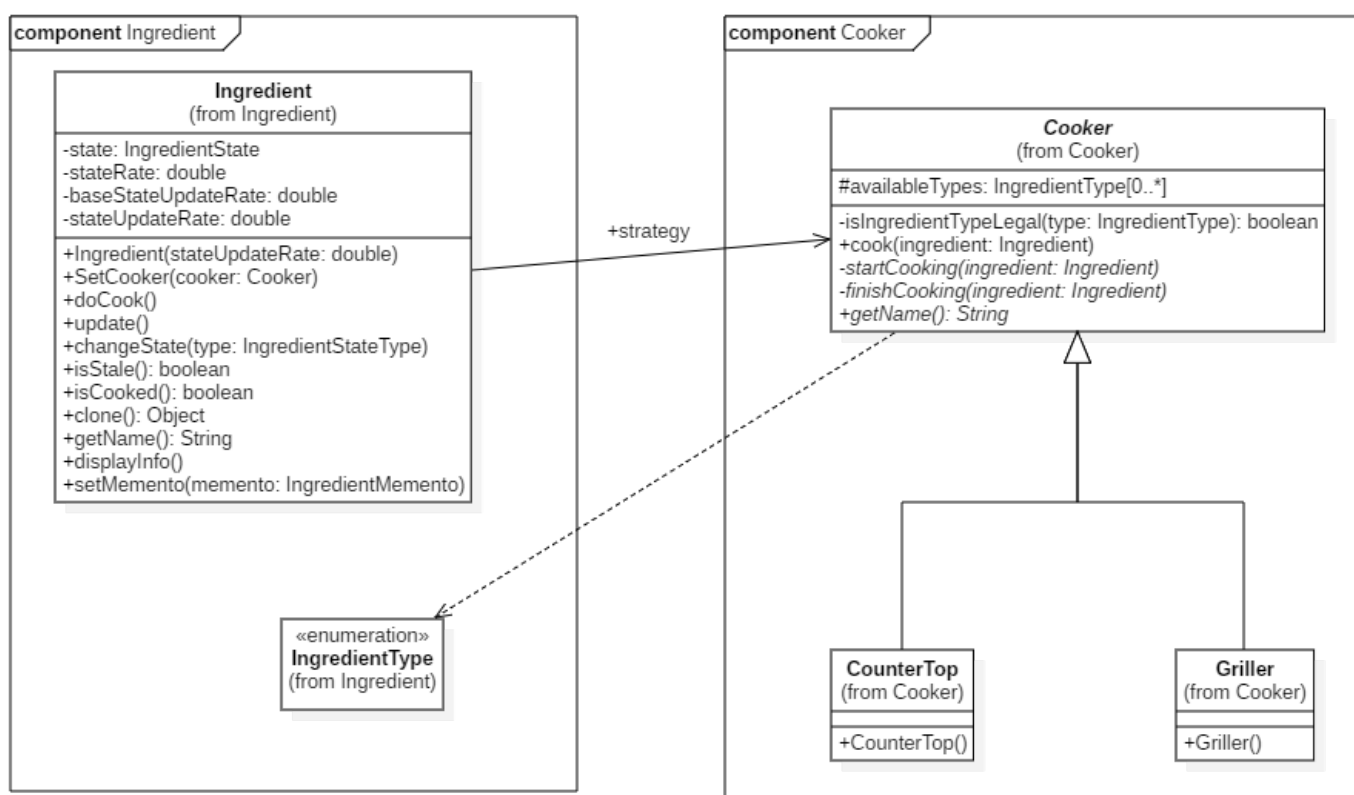 component Ingredient
Ingredient
(from Ingredient)
-state: IngredientState
-stateRate: double
-baseStateUpdateRate: double
-stateUpdateRate: double
+Ingredient(stateUpdateRate: double)
+SetCooker(cooker: Cooker)
+doCook()
+update()
+changeState(type: IngredientStateType)
+isStale(): boolean
+isCooked(): boolean
+clone(): Object
+getName(): String
+displayInfo()
+setMemento(memento: IngredientMemento)
«enumeration»
IngredientType
(from Ingredient)
+strategy
component Cooker
Cooker
(from Cooker)
#availableTypes: IngredientType[0..*]
-isIngredientTypeLegal(type: IngredientType): boolean
+cook(ingredient: Ingredient)
-startCooking(ingredient: Ingredient)
-finishCooking(ingredient: Ingredient)
+getName(): String
CounterTop
(from Cooker)
+CounterTop()
Griller
(from Cooker)
+Griller()